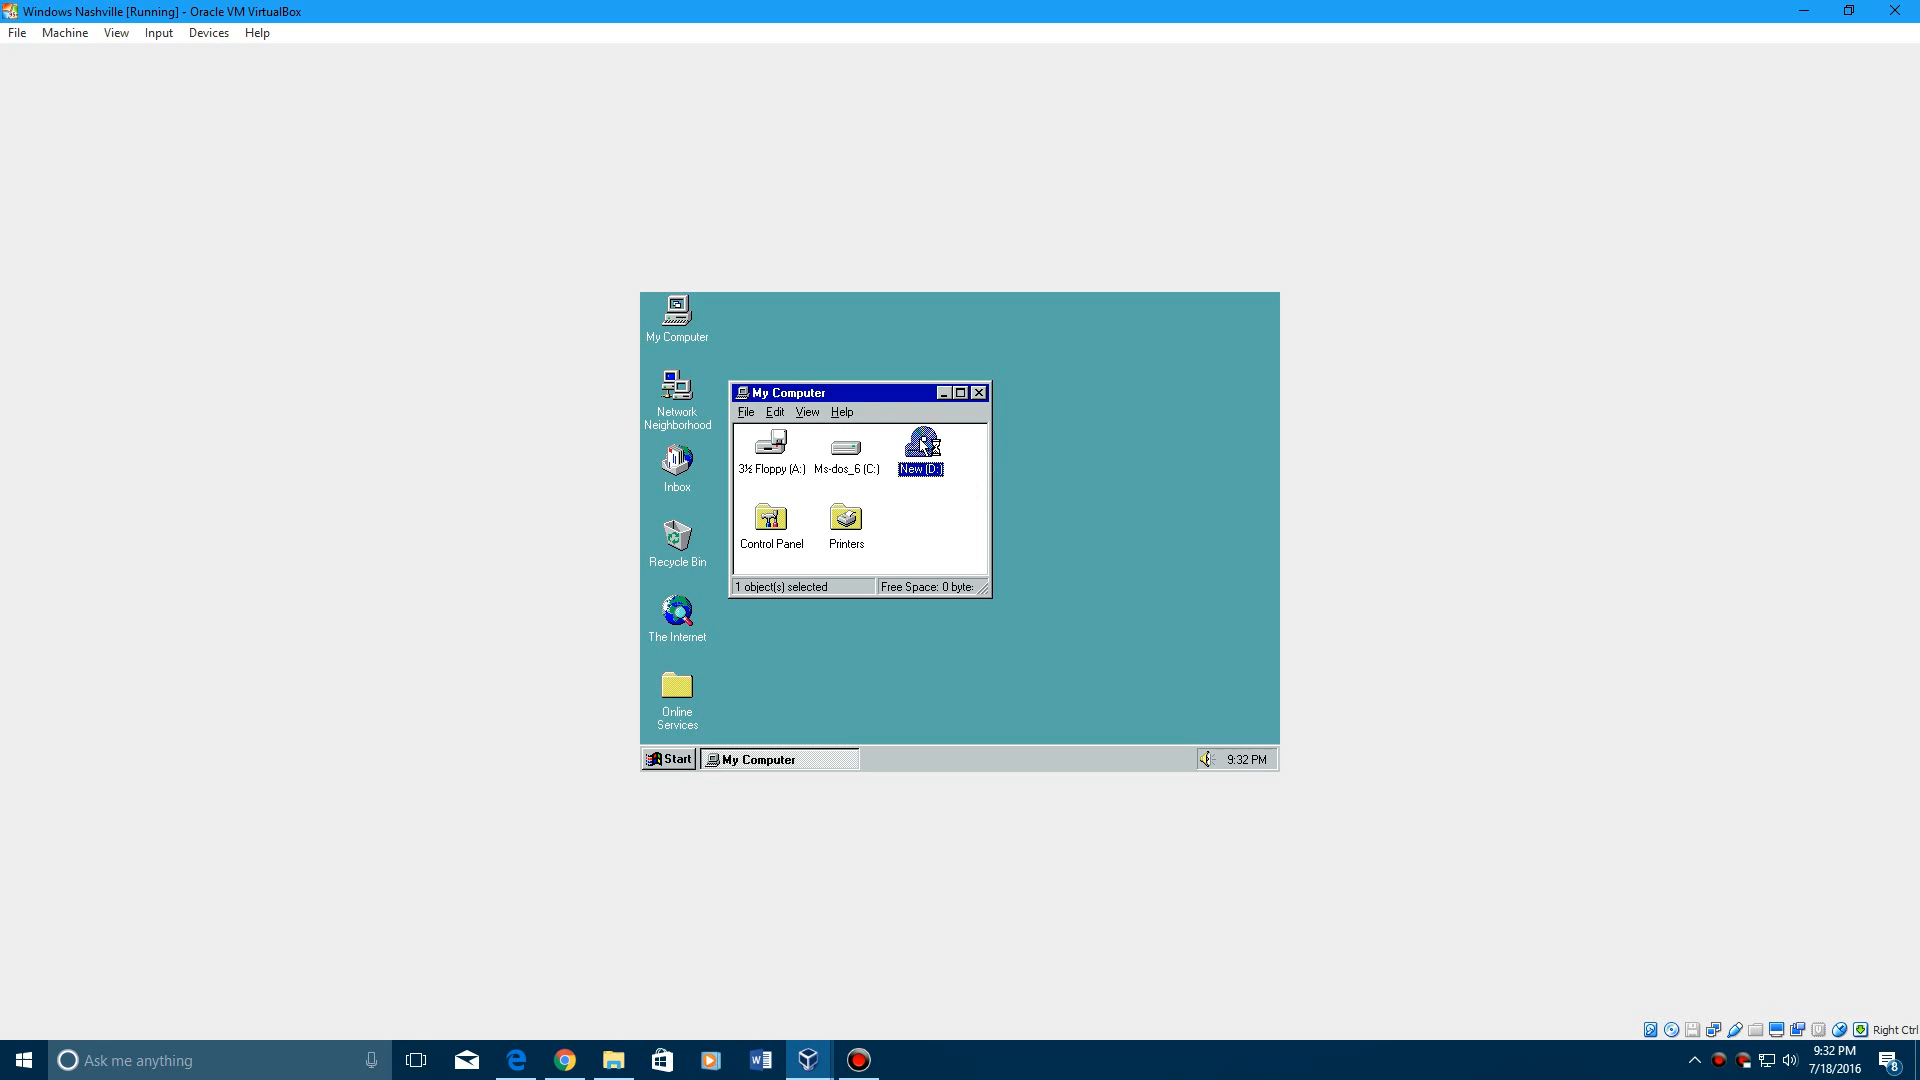 Windows Nashville [Running] - Oracle VM VirtualBox
File Machine View Input Devices Help
My Computer
Network
Neighborhood
Inbox
Recycle Bin
The Internet
Online
Services
My Computer
File Edit View Help
3½ Floppy (A:) Ms-dos_6 (C:) New (D:)
Control Panel Printers
1 object(s) selected Free Space: 0 byte
Start My Computer 9:32 PM
Right Ctrl
Ask me anything
9:32 PM
7/18/2016
8